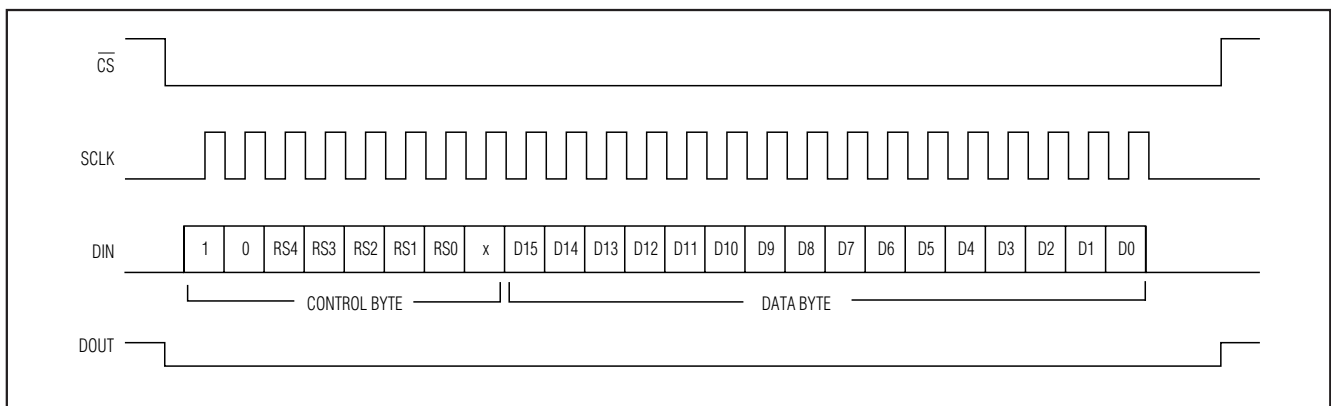 C̅S̅
SCLK
DIN 1 0 RS4 RS3 RS2 RS1 RS0 x D15 D14 D13 D12 D11 D10 D9 D8 D7 D6 D5 D4 D3 D2 D1 D0
CONTROL BYTE DATA BYTE
DOUT